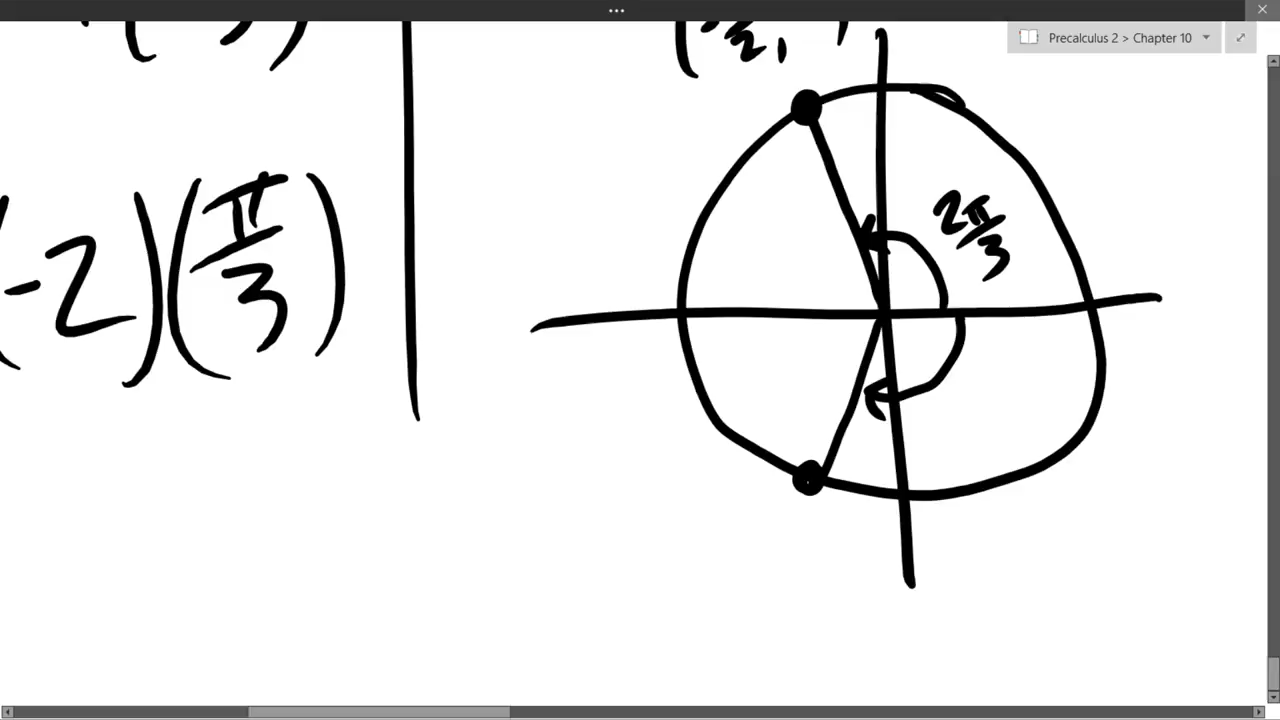 Precalculus 2 > Chapter 10
2π/3
-2)(π/3)